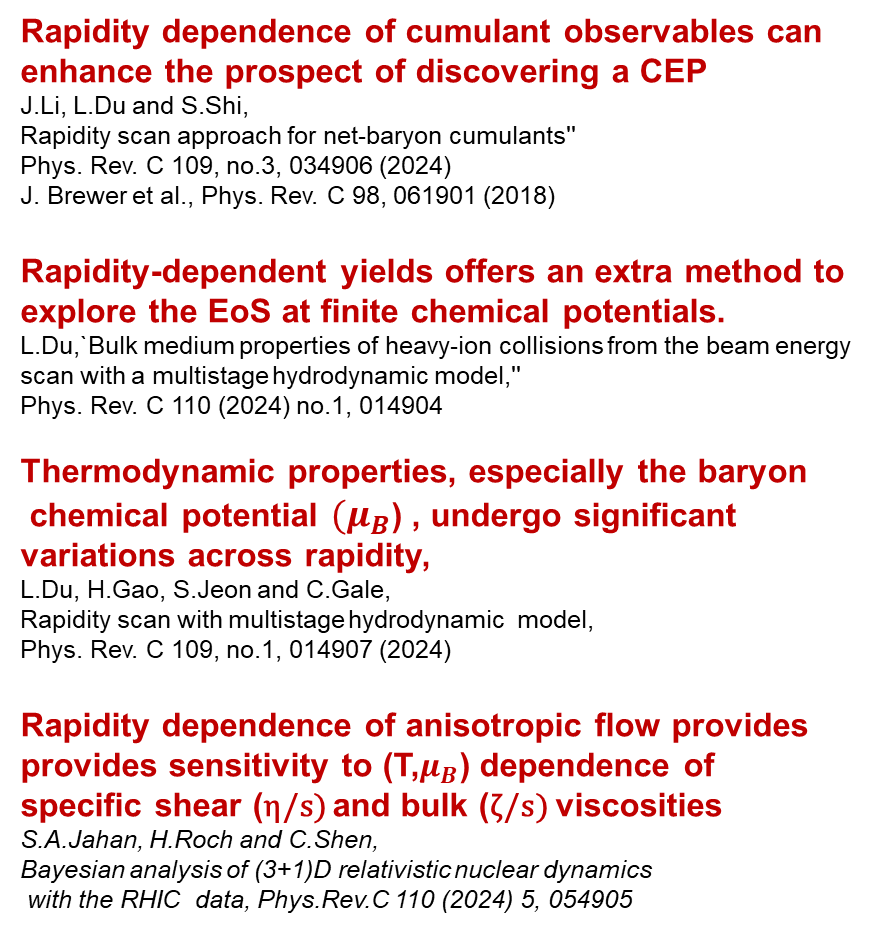 Rapidity dependence of cumulant observables can
enhance the prospect of discovering a CEP
J.Li, L.Du and S.Shi,
Rapidity scan approach for net-baryon cumulants"
Phys. Rev. C 109, no.3, 034906 (2024)
J. Brewer et al., Phys. Rev. C 98, 061901 (2018)
Rapidity-dependent yields offers an extra method to
explore the EoS at finite chemical potentials.
L.Du,`Bulk medium properties of heavy-ion collisions from the beam energy
scan with a multistage hydrodynamic model,"
Phys. Rev. C 110 (2024) no.1, 014904
Thermodynamic properties, especially the baryon
chemical potential (μ_B) , undergo significant
variations across rapidity,
L.Du, H.Gao, S.Jeon and C.Gale,
Rapidity scan with multistage hydrodynamic model,
Phys. Rev. C 109, no.1, 014907 (2024)
Rapidity dependence of anisotropic flow provides
provides sensitivity to (T,μ_B) dependence of
specific shear (η/s) and bulk (ζ/s) viscosities
S.A.Jahan, H.Roch and C.Shen,
Bayesian analysis of (3+1)D relativistic nuclear dynamics
with the RHIC data, Phys.Rev.C 110 (2024) 5, 054905